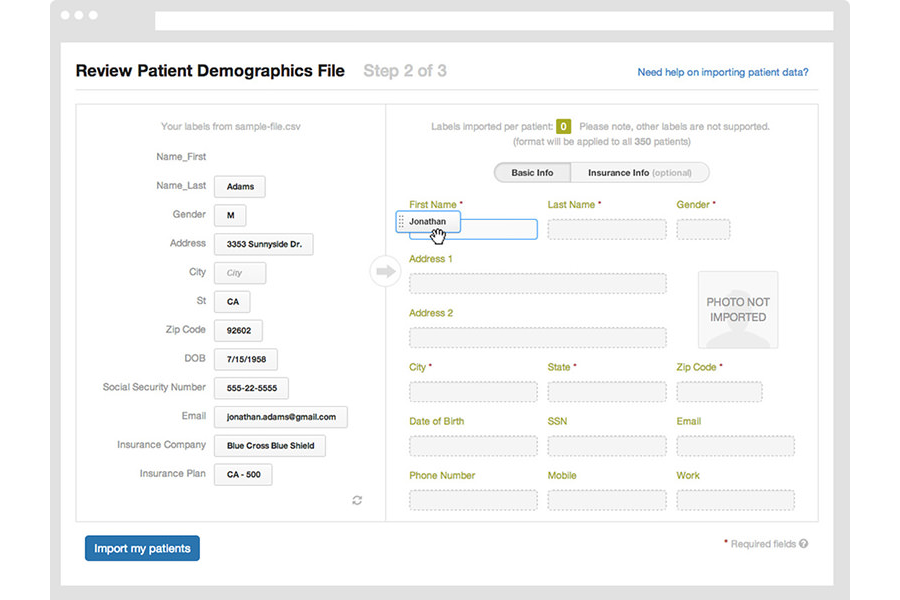 Review Patient Demographics File Step 2 of 3
Need help on importing patient data?
Your labels from sample-file.csv
Name_First
Name_Last Adams
Gender M
Address 3353 Sunnyside Dr.
City City
St CA
Zip Code 92602
DOB 7/15/1958
Social Security Number 555-22-5555
Email jonathan.adams@gmail.com
Insurance Company Blue Cross Blue Shield
Insurance Plan CA - 500
Labels imported per patient: 0 Please note, other labels are not supported.
(format will be applied to all 350 patients)
Basic Info Insurance Info (optional)
First Name * Last Name * Gender *
Jonathan
Address 1
Address 2
PHOTO NOT
IMPORTED
City * State * Zip Code *
Date of Birth SSN Email
Phone Number Mobile Work
Import my patients
* Required fields ?